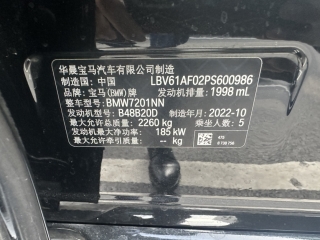 华晨宝马汽车有限公司制造
制造国：中国 LBV61AF02PS600986
品牌：宝马(BMW)牌 发动机排量：1998 mL
整车型号：BMW7201NN
发动机型号：B48B20D 制造年月：2022-10
最大允许总质量：2260 kg 乘坐人数：5
发动机最大净功率：185 kW
最大允许牵引质量：-- kg